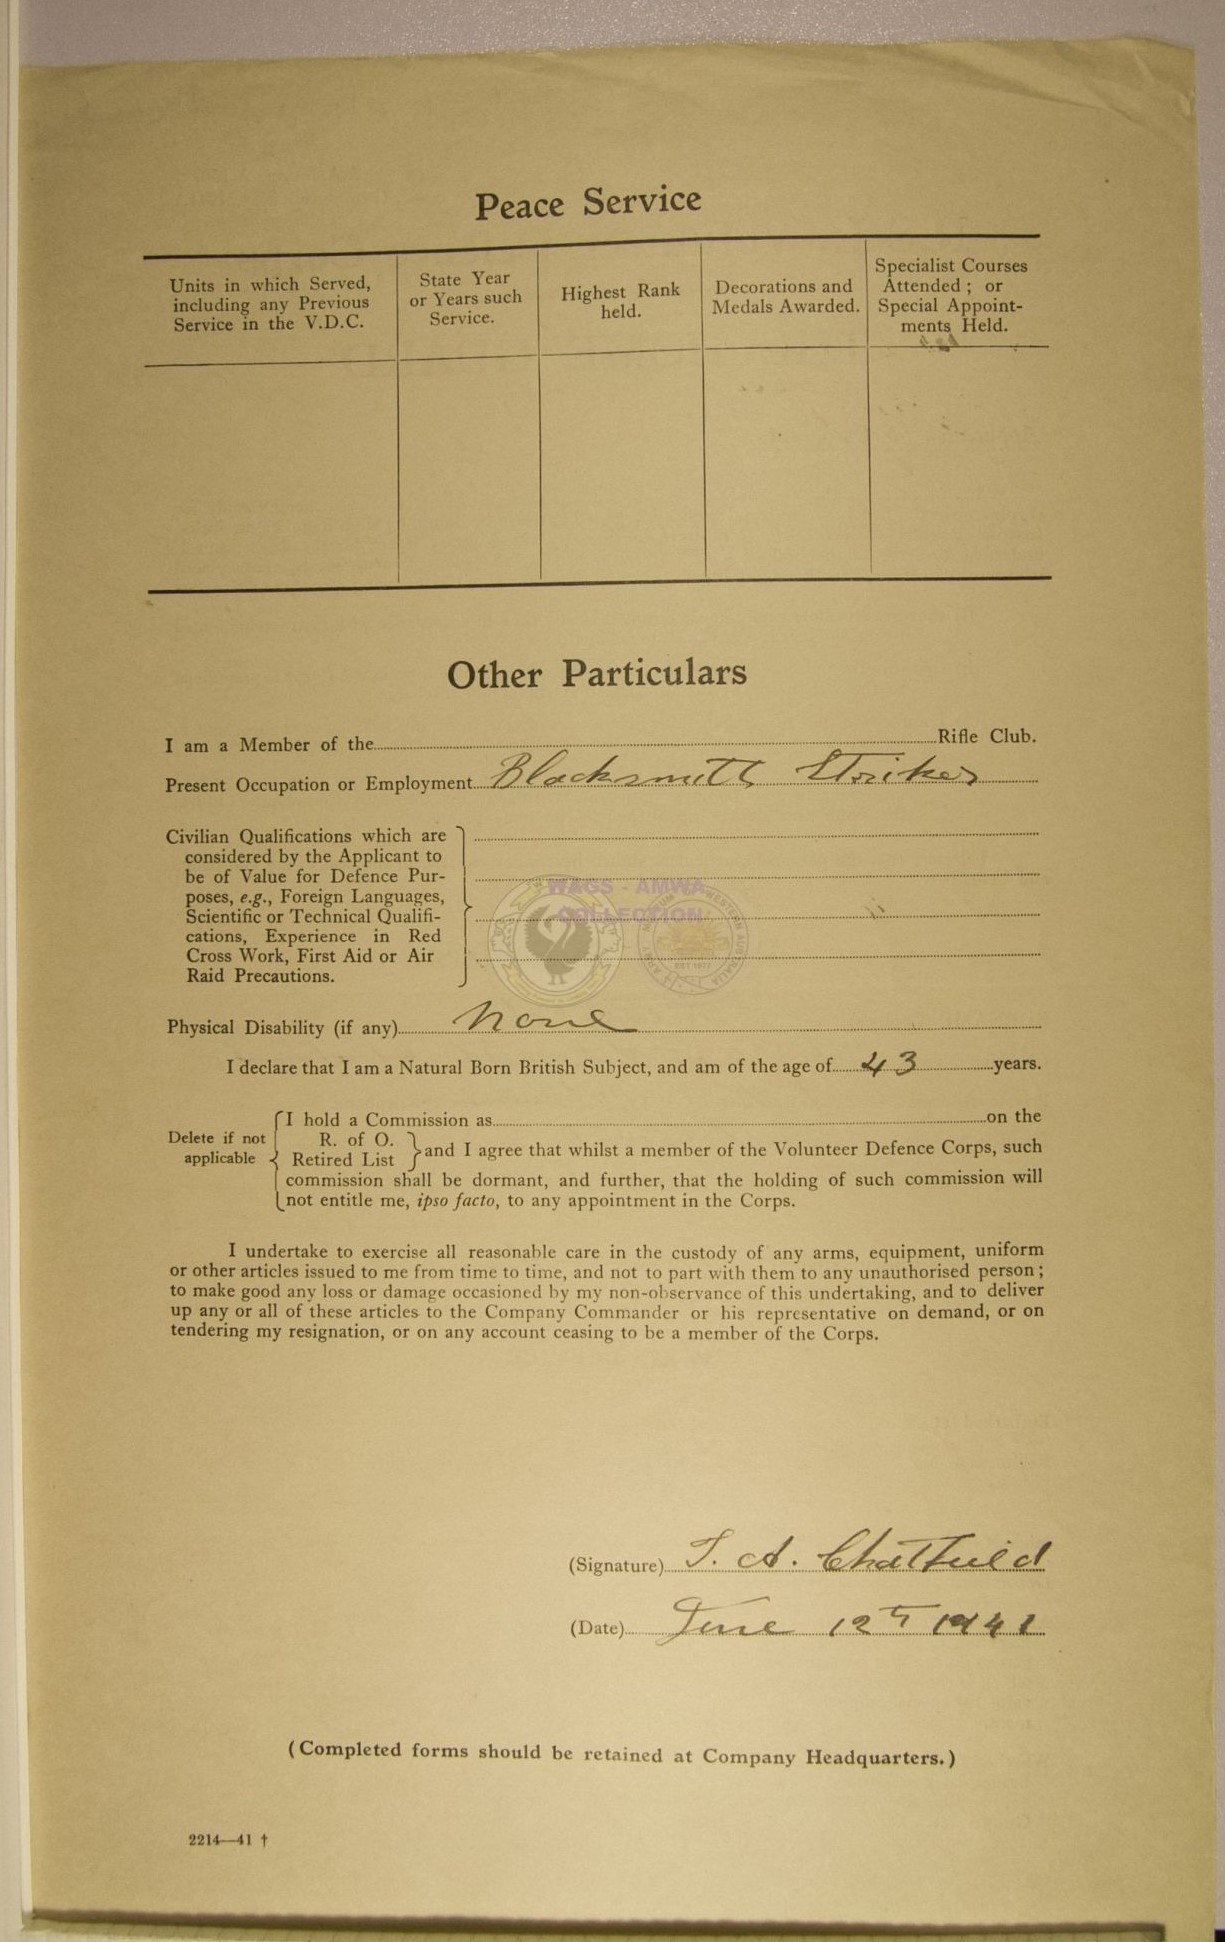 Peace Service
Units in which Served,
including any Previous
Service in the V.D.C.
State Year
or Years such
Service.
Highest Rank
held.
Decorations and
Medals Awarded.
Specialist Courses
Attended; or
Special Appoint-
ments Held.
Other Particulars
I am a Member of the Rifle Club.
Present Occupation or Employment Blacksmith Striker
Civilian Qualifications which are
considered by the Applicant to
be of Value for Defence Pur-
poses, e.g., Foreign Languages,
Scientific or Technical Qualifi-
cations, Experience in Red
Cross Work, First Aid or Air
Raid Precautions.
WAGS - AMWA
COLLECTION
EST 1977
Physical Disability (if any) None
I declare that I am a Natural Born British Subject, and am of the age of 43 years.
Delete if not
applicable
I hold a Commission as on the
R. of O.
Retired List
and I agree that whilst a member of the Volunteer Defence Corps, such
commission shall be dormant, and further, that the holding of such commission will
not entitle me, ipso facto, to any appointment in the Corps.
I undertake to exercise all reasonable care in the custody of any arms, equipment, uniform
or other articles issued to me from time to time, and not to part with them to any unauthorised person;
to make good any loss or damage occasioned by my non-observance of this undertaking, and to deliver
up any or all of these articles to the Company Commander or his representative on demand, or on
tendering my resignation, or on any account ceasing to be a member of the Corps.
(Signature) T. A. Chatfield
(Date) June 12th 1941
(Completed forms should be retained at Company Headquarters.)
2214—41 †